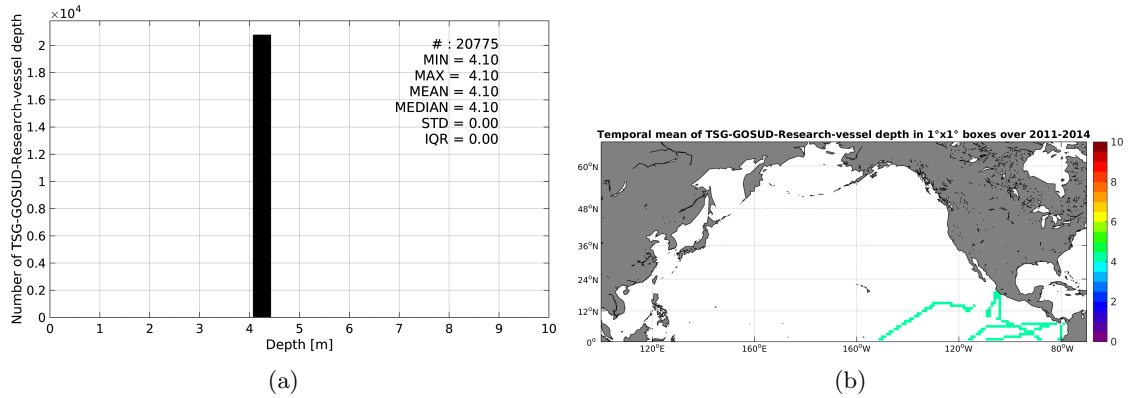 ×10⁴
Number of TSG-GOSUD-Research-vessel depth
2
1.8
1.6
1.4
1.2
1
0.8
0.6
0.4
0.2
0
# : 20775
MIN = 4.10
MAX = 4.10
MEAN = 4.10
MEDIAN = 4.10
STD = 0.00
IQR = 0.00
0 1 2 3 4 5 6 7 8 9 10
Depth [m]
(a)
Temporal mean of TSG-GOSUD-Research-vessel depth in 1°x1° boxes over 2011-2014
60°N
48°N
36°N
24°N
12°N
0°
120°E 160°E 160°W 120°W 80°W
10
8
6
4
2
0
(b)